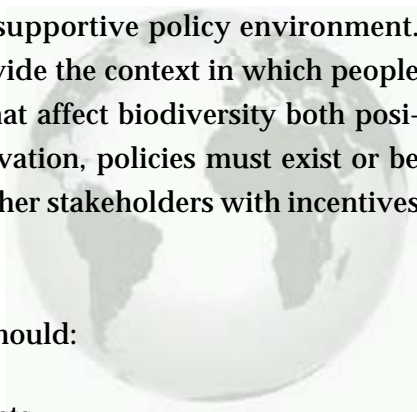 supportive policy environment.
vide the context in which people
hat affect biodiversity both posi-
vation, policies must exist or be
her stakeholders with incentives
hould: